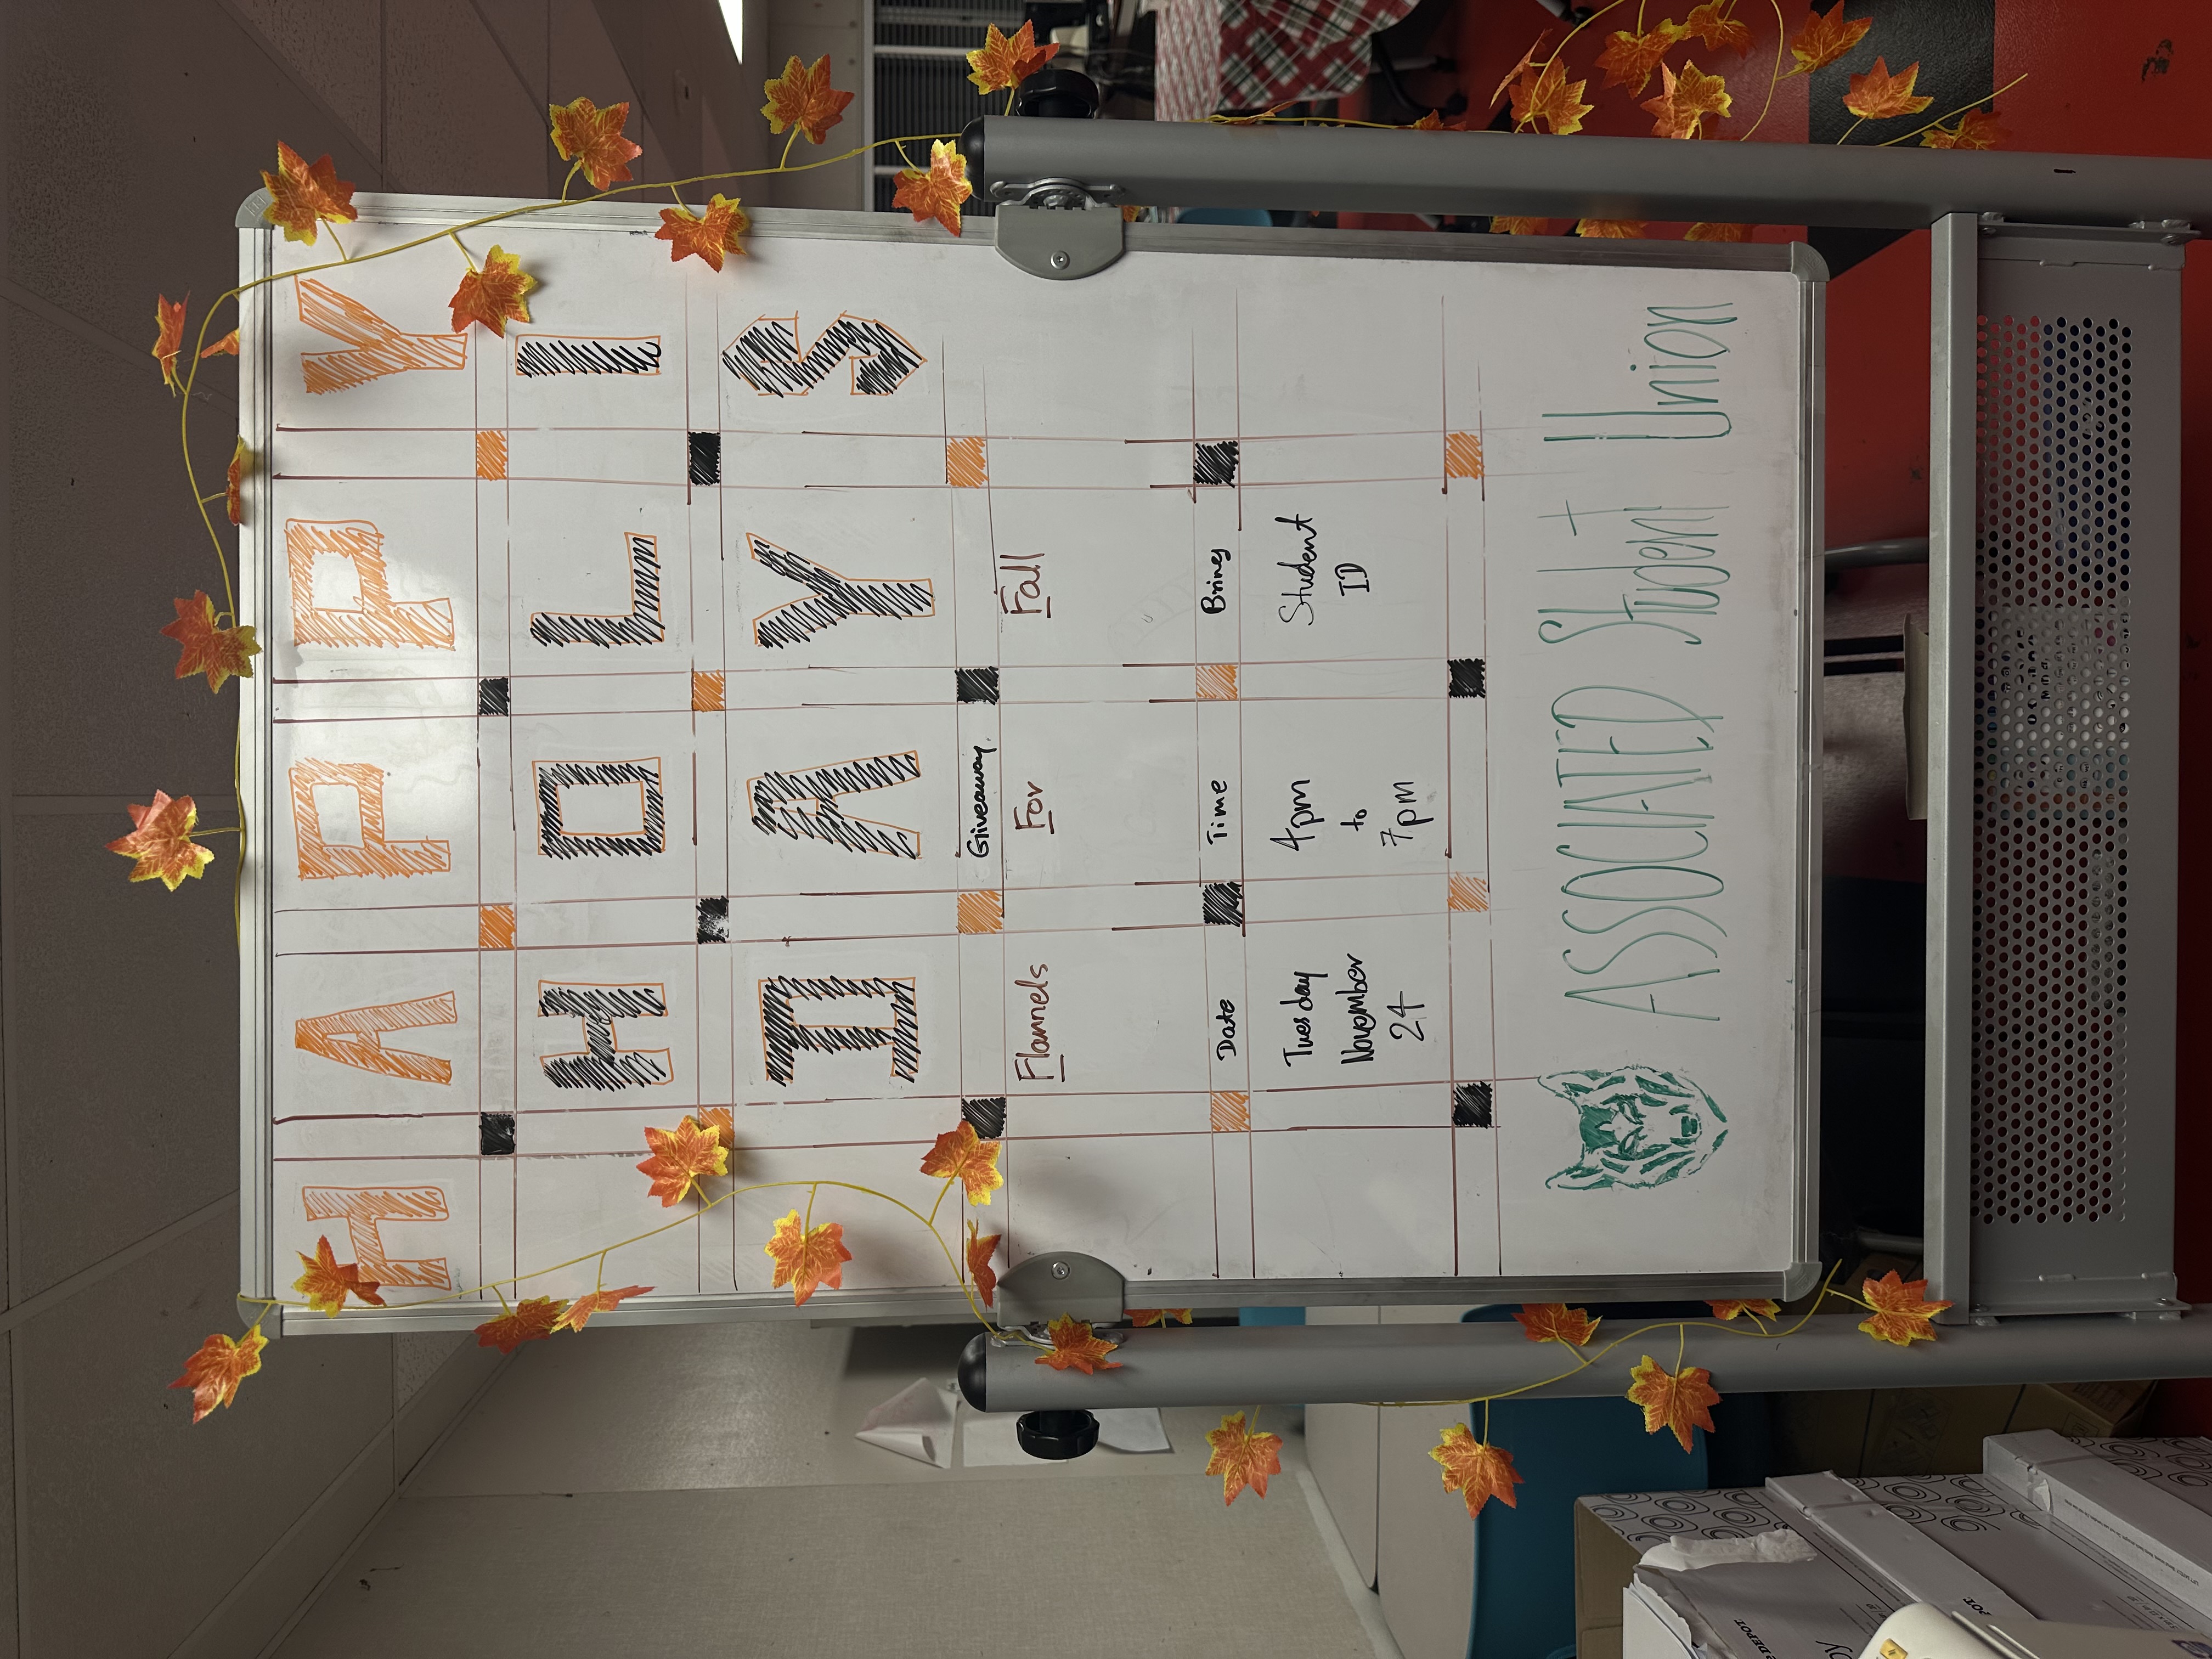 HAPPY
HOLI
DAYS
Giveaway
Flannels For Fall
Date Time Bring
Tuesday 4pm Student
November to ID
24 7pm
ASSOCIATED Student Union
DEPOT